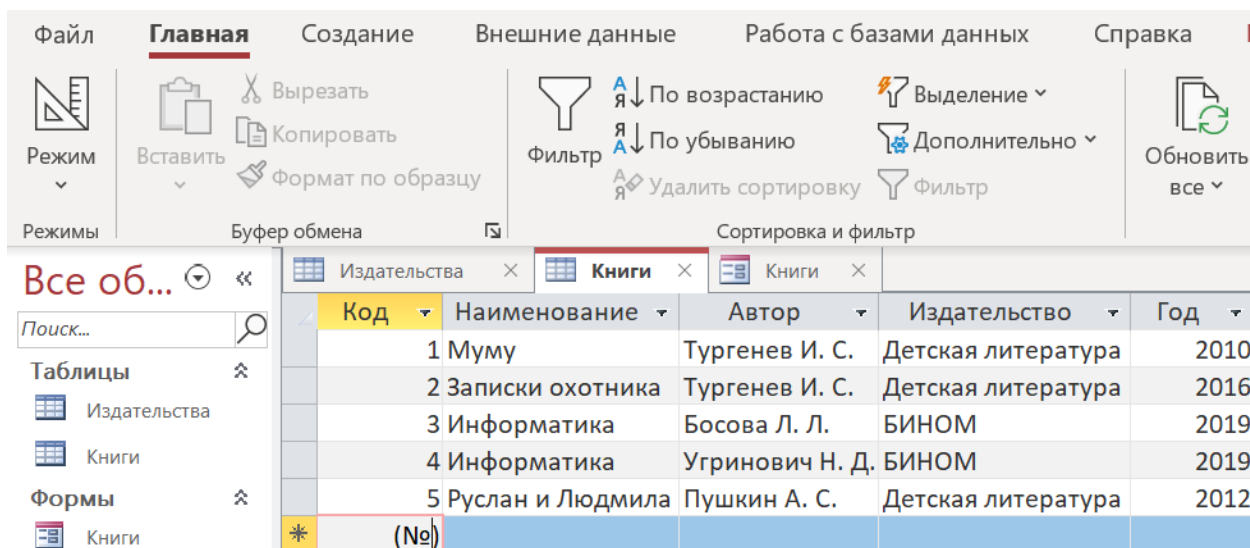 Файл Главная Создание Внешние данные Работа с базами данных Справка
Вырезать По возрастанию Выделение
Копировать По убыванию Дополнительно
Режим Вставить Формат по образцу Фильтр Удалить сортировку Фильтр Обновить все
Режимы Буфер обмена Сортировка и фильтр
Все об... Издательства Книги Книги
Поиск... Код Наименование Автор Издательство Год
1 Муму Тургенев И. С. Детская литература 2010
Таблицы 2 Записки охотника Тургенев И. С. Детская литература 2016
Издательства 3 Информатика Босова Л. Л. БИНОМ 2019
Книги 4 Информатика Угринович Н. Д. БИНОМ 2019
Формы 5 Руслан и Людмила Пушкин А. С. Детская литература 2012
Книги (№)